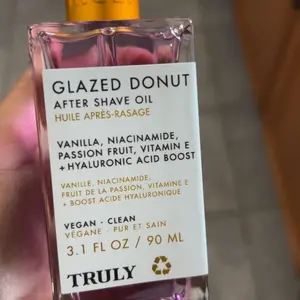 GLAZED DONUT
AFTER SHAVE OIL
HUILE APRÈS-RASAGE
VANILLA, NIACINAMIDE,
PASSION FRUIT, VITAMIN E
+ HYALURONIC ACID BOOST
VANILLE, NIACINAMIDE,
FRUIT DE LA PASSION, VITAMINE E
+ BOOST ACIDE HYALURONIQUE
VEGAN - CLEAN
VÉGANE - PUR ET SAIN
3.1 FL OZ / 90 ML
TRULY